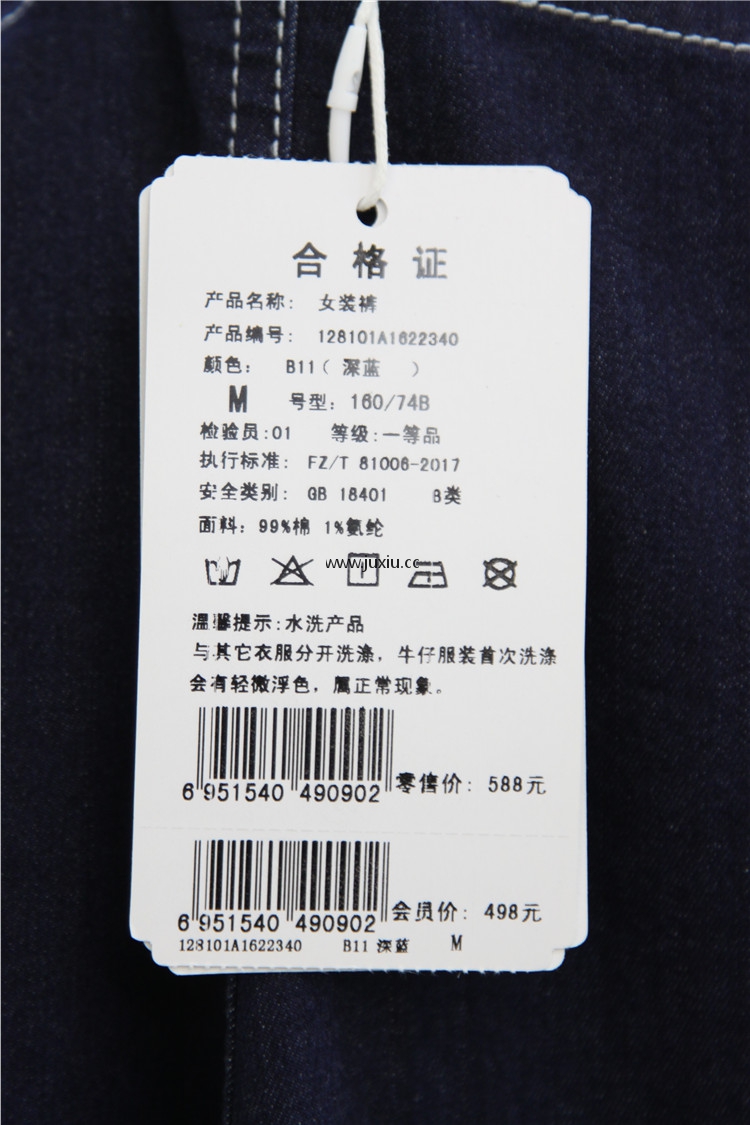 合格证
产品名称： 女装裤
产品编号： 128101A1622340
颜色： B11（ 深蓝 ）
M 号型：160/74B
检验员:01 等级:一等品
执行标准： FZ/T 81006-2017
安全类别： GB 18401 B类
面料：99%棉 1%氨纶
www.juxiu.cc
温馨提示:水洗产品
与其它衣服分开洗涤，牛仔服装首次洗涤
会有轻微浮色，属正常现象。
6 951540 490902 零售价： 588元
6 951540 490902 会员价： 498元
128101A1622340 B11 深蓝 M